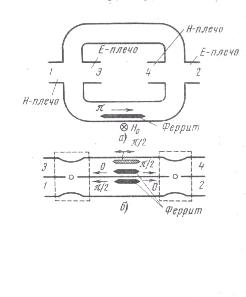 Н-плечо
Е-плечо
Е-плечо
1
3
4
2
Н-плечо
π
Феррит
H₀
а)
π/2
3
0
π/2
4
1
π/2
0
2
Феррит
б)